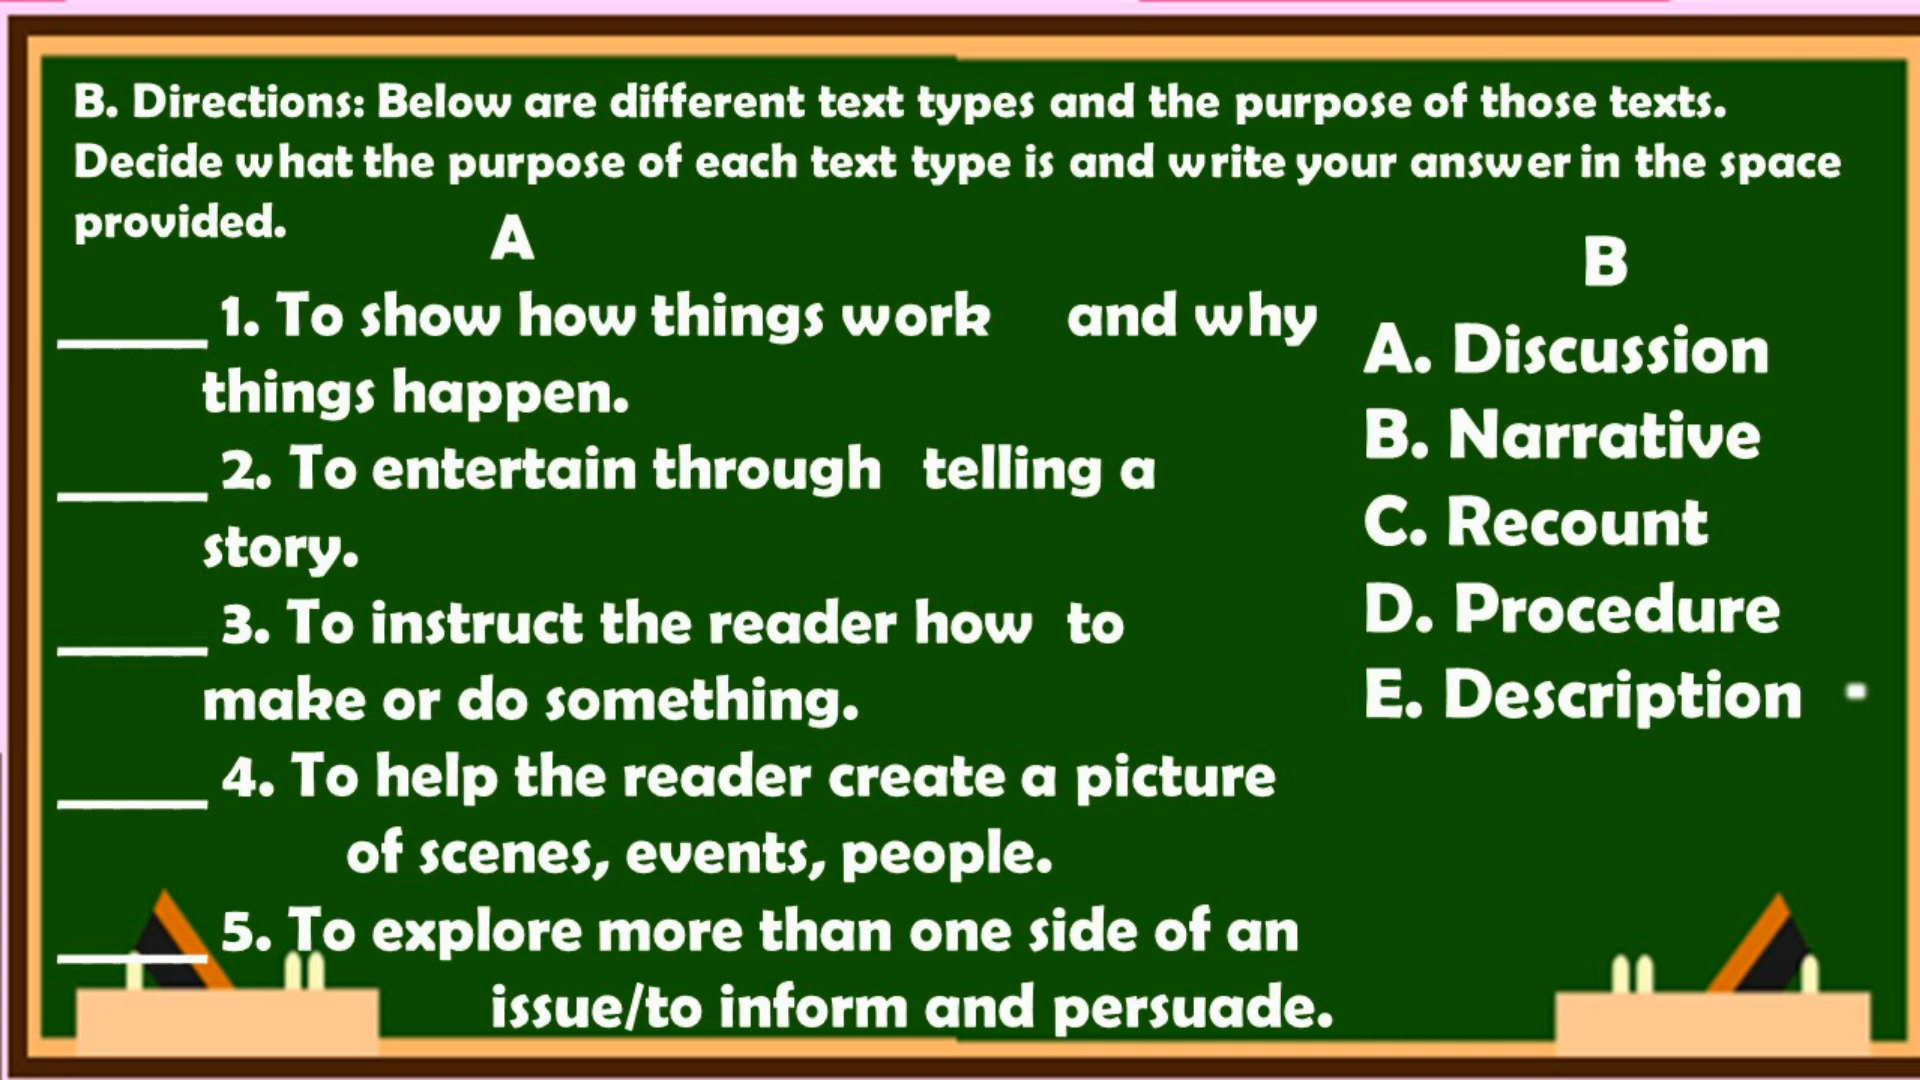 B. Directions: Below are different text types and the purpose of those texts.
Decide what the purpose of each text type is and write your answer in the space
provided.
A
B
_____ 1. To show how things work and why
things happen.
_____ 2. To entertain through telling a
story.
_____ 3. To instruct the reader how to
make or do something.
_____ 4. To help the reader create a picture
of scenes, events, people.
_____ 5. To explore more than one side of an
issue/to inform and persuade.
A. Discussion
B. Narrative
C. Recount
D. Procedure
E. Description